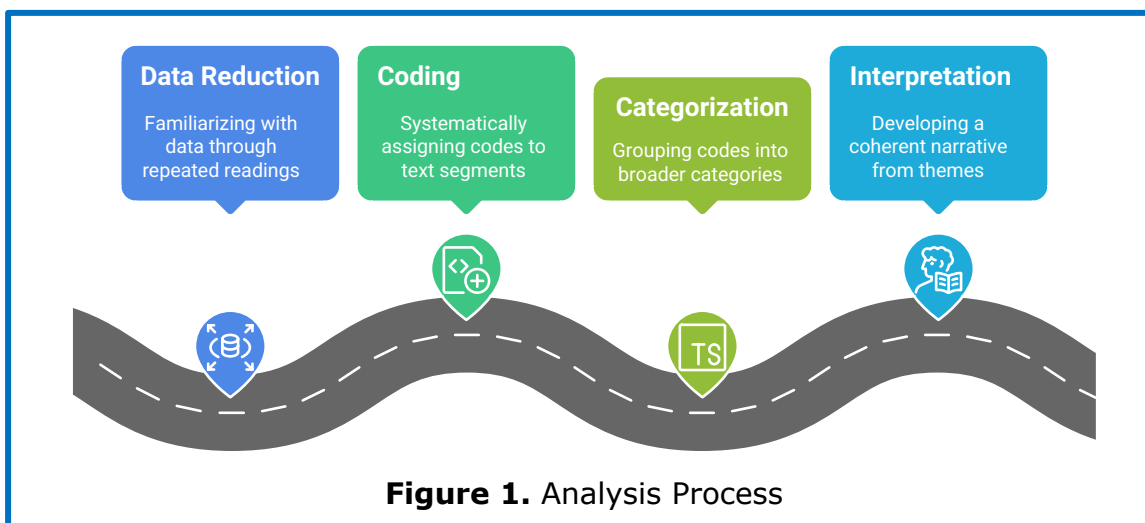 Data Reduction
Familiarizing with
data through
repeated readings
Coding
Systematically
assigning codes to
text segments
Categorization
Grouping codes into
broader categories
Interpretation
Developing a
coherent narrative
from themes
TS
Figure 1. Analysis Process